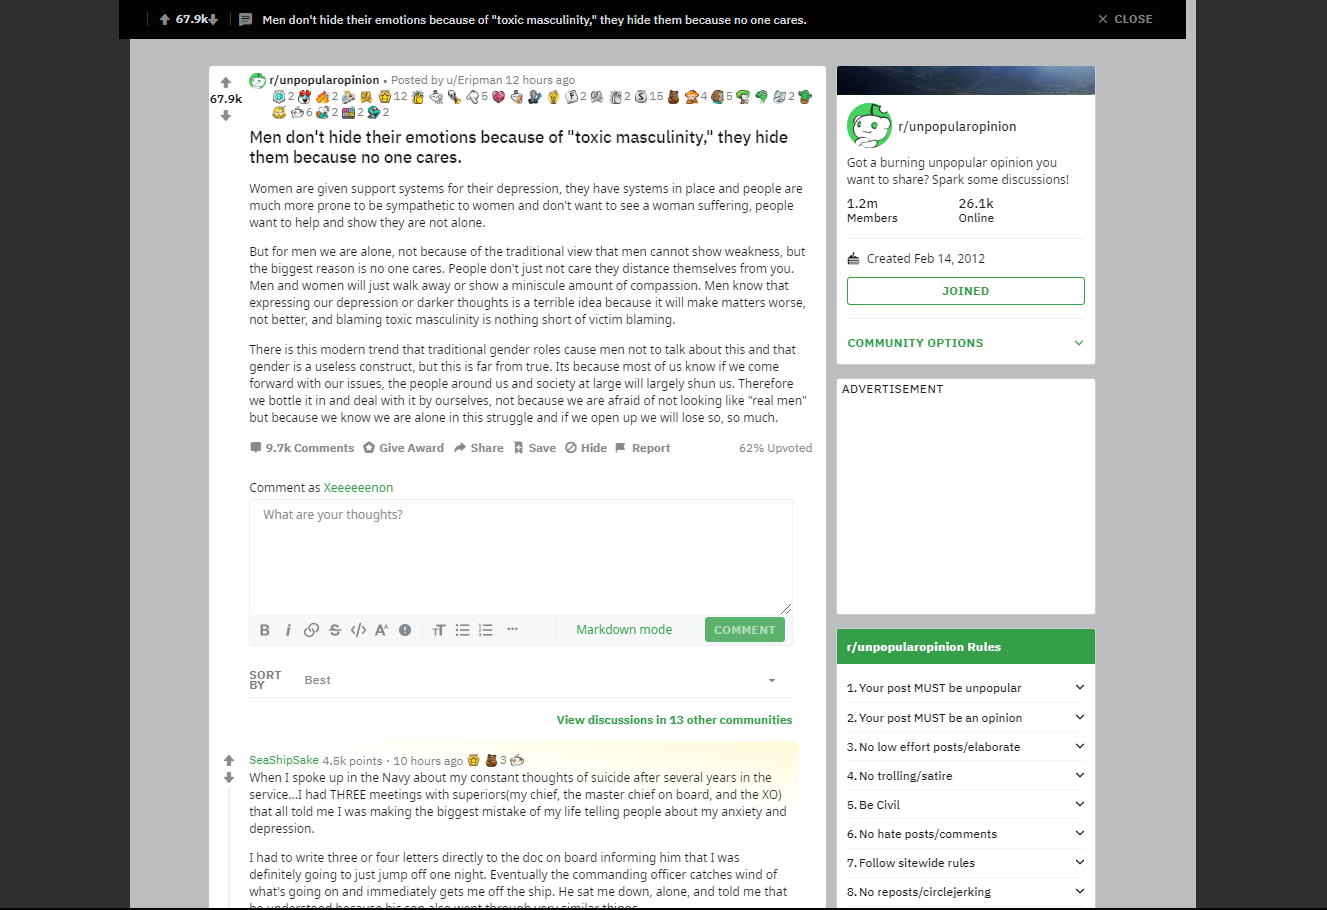 67.9k
Men don't hide their emotions because of "toxic masculinity," they hide them because no one cares.
CLOSE
67.9k
r/unpopularopinion • Posted by u/Eripman 12 hours ago
2 2 12 5 2 2 15 4 5 2
6 2 2 2
Men don't hide their emotions because of "toxic masculinity," they hide
them because no one cares.
Women are given support systems for their depression, they have systems in place and people are
much more prone to be sympathetic to women and don't want to see a woman suffering, people
want to help and show they are not alone.
But for men we are alone, not because of the traditional view that men cannot show weakness, but
the biggest reason is no one cares. People don't just not care they distance themselves from you.
Men and women will just walk away or show a miniscule amount of compassion. Men know that
expressing our depression or darker thoughts is a terrible idea because it will make matters worse,
not better, and blaming toxic masculinity is nothing short of victim blaming.
There is this modern trend that traditional gender roles cause men not to talk about this and that
gender is a useless construct, but this is far from true. Its because most of us know if we come
forward with our issues, the people around us and society at large will largely shun us. Therefore
we bottle it in and deal with it by ourselves, not because we are afraid of not looking like "real men"
but because we know we are alone in this struggle and if we open up we will lose so, so much.
9.7k Comments Give Award Share Save Hide Report 62% Upvoted
Comment as Xeeeeeenon
What are your thoughts?
Markdown mode
COMMENT
SORT
BY
Best
View discussions in 13 other communities
SeaShipSake 4.5k points · 10 hours ago 3
When I spoke up in the Navy about my constant thoughts of suicide after several years in the
service...I had THREE meetings with superiors(my chief, the master chief on board, and the XO)
that all told me I was making the biggest mistake of my life telling people about my anxiety and
depression.
I had to write three or four letters directly to the doc on board informing him that I was
definitely going to just jump off one night. Eventually the commanding officer catches wind of
what's going on and immediately gets me off the ship. He sat me down, alone, and told me that
he understood because his son also went through very similar things.
r/unpopularopinion
Got a burning unpopular opinion you
want to share? Spark some discussions!
1.2m 26.1k
Members Online
Created Feb 14, 2012
JOINED
COMMUNITY OPTIONS
ADVERTISEMENT
r/unpopularopinion Rules
1. Your post MUST be unpopular
2. Your post MUST be an opinion
3. No low effort posts/elaborate
4. No trolling/satire
5. Be Civil
6. No hate posts/comments
7. Follow sitewide rules
8. No reposts/circlejerking